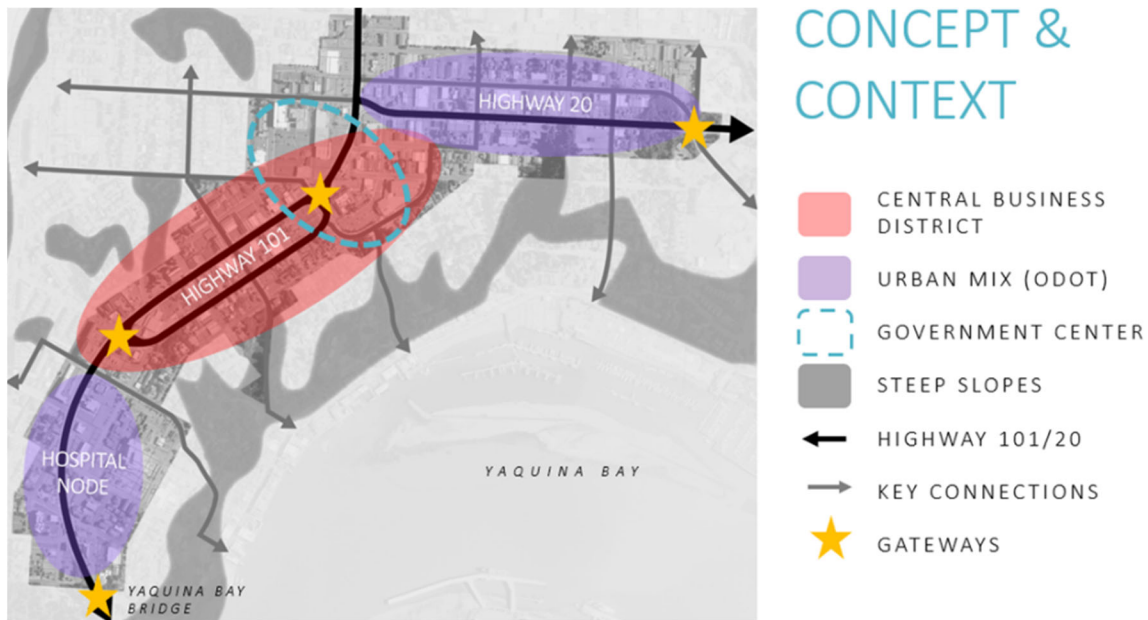 CONCEPT &
CONTEXT
HIGHWAY 20
HIGHWAY 101
HOSPITAL
NODE
YAQUINA BAY
YAQUINA BAY
BRIDGE
CENTRAL BUSINESS
DISTRICT
URBAN MIX (ODOT)
GOVERNMENT CENTER
STEEP SLOPES
HIGHWAY 101/20
KEY CONNECTIONS
GATEWAYS